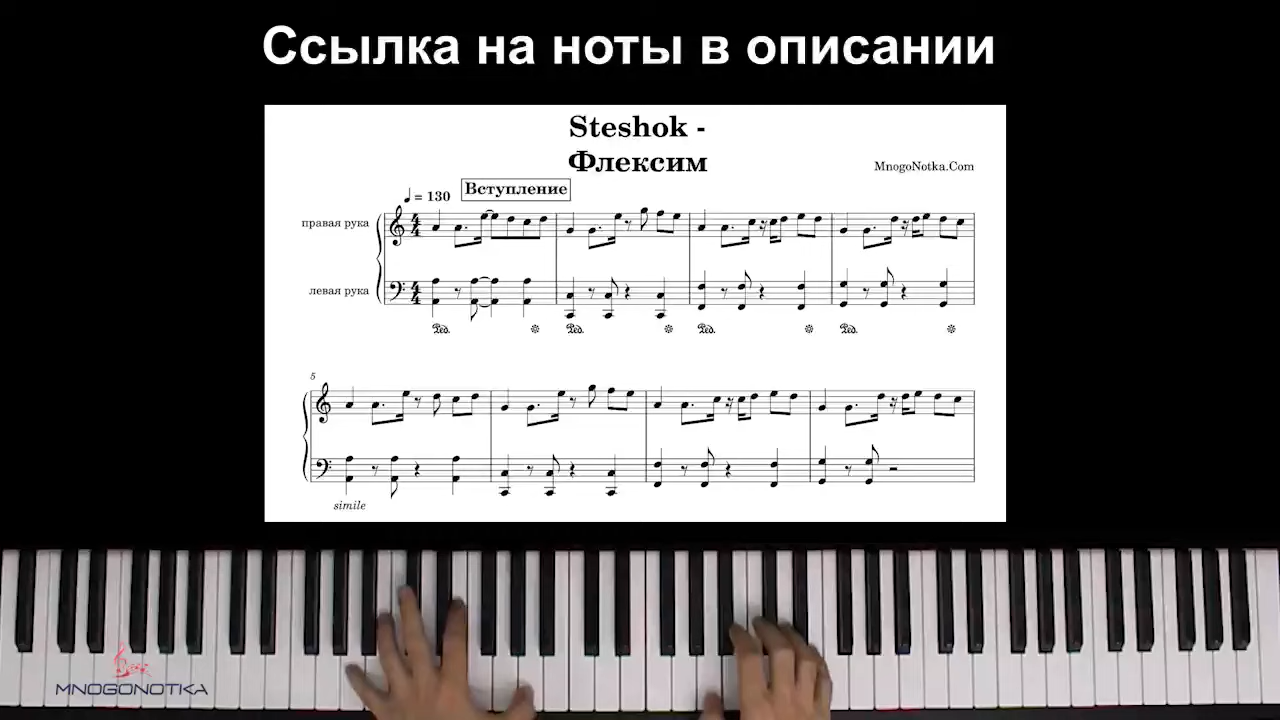 Ссылка на ноты в описании
Steshok -
Флексим
MnogoNotka.Com
= 130
Вступление
правая рука
левая рука
5
simile
MNOGONOTKA